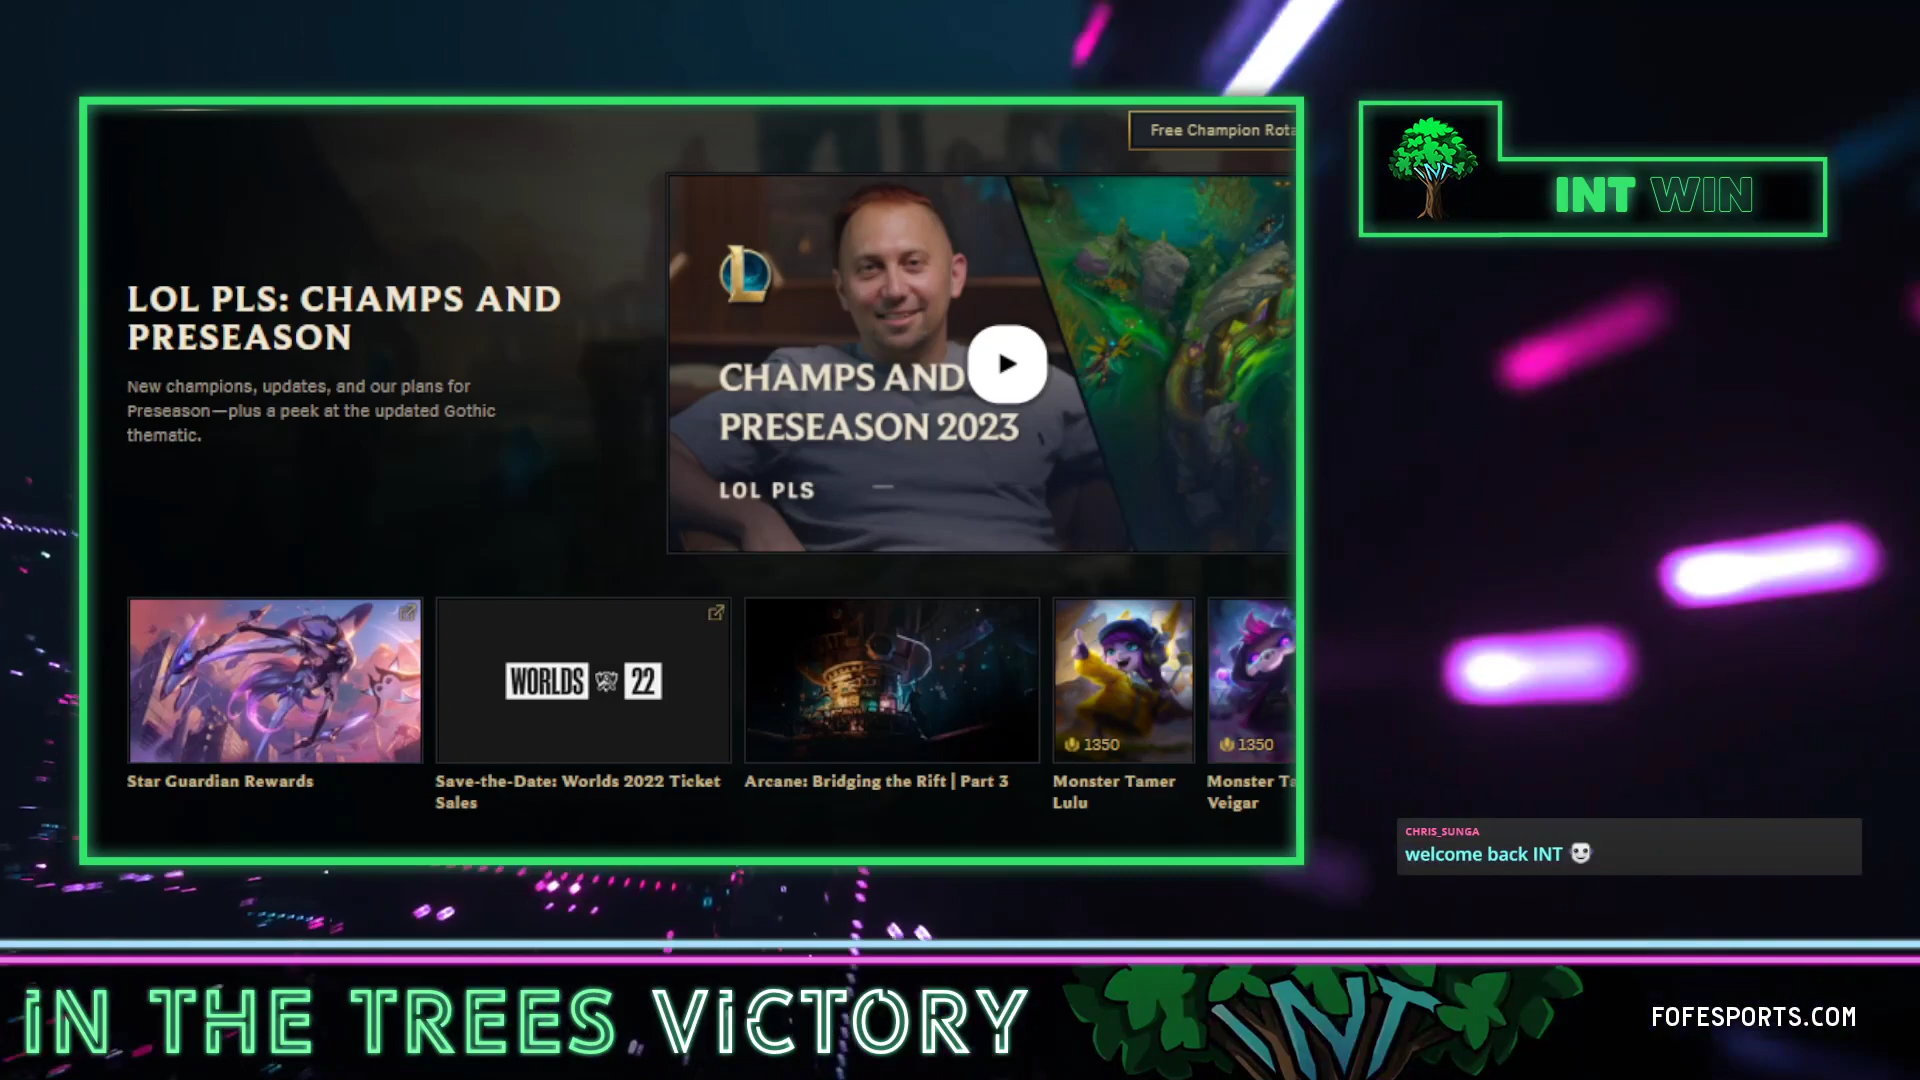 Free Champion Rota
INT WIN
LOL PLS: CHAMPS AND
PRESEASON
New champions, updates, and our plans for
Preseason—plus a peek at the updated Gothic
thematic.
CHAMPS AND
PRESEASON 2023
LOL PLS
WORLDS 22
1350
1350
Star Guardian Rewards
Save-the-Date: Worlds 2022 Ticket
Sales
Arcane: Bridging the Rift | Part 3
Monster Tamer
Lulu
Monster Ta
Veigar
CHRIS_SUNGA
welcome back INT
IN THE TREES VICTORY
INT
FOFESPORTS.COM